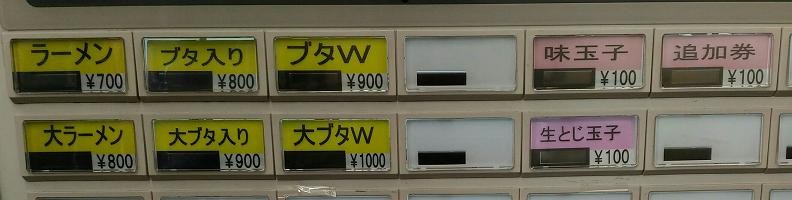 ラーメン
¥700
ブタ入り
¥800
ブタW
¥900
味玉子
¥100
追加券
¥100
大ラーメン
¥800
大ブタ入り
¥900
大ブタW
¥1000
生とじ玉子
¥100